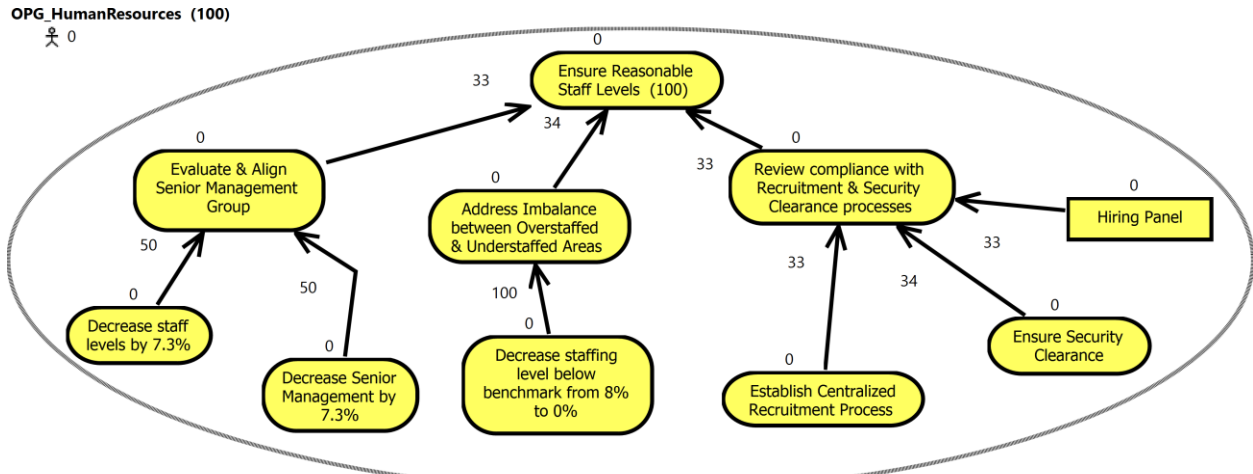 OPG_HumanResources (100)
0
0
Ensure Reasonable
Staff Levels (100)
33
34
33
0
Evaluate & Align
Senior Management
Group
0
Address Imbalance
between Overstaffed
& Understaffed Areas
0
Review compliance with
Recruitment & Security
Clearance processes
0
Hiring Panel
50
50
100
33
34
33
0
Decrease staff
levels by 7.3%
0
Decrease Senior
Management by
7.3%
0
Decrease staffing
level below
benchmark from 8%
to 0%
0
Establish Centralized
Recruitment Process
0
Ensure Security
Clearance